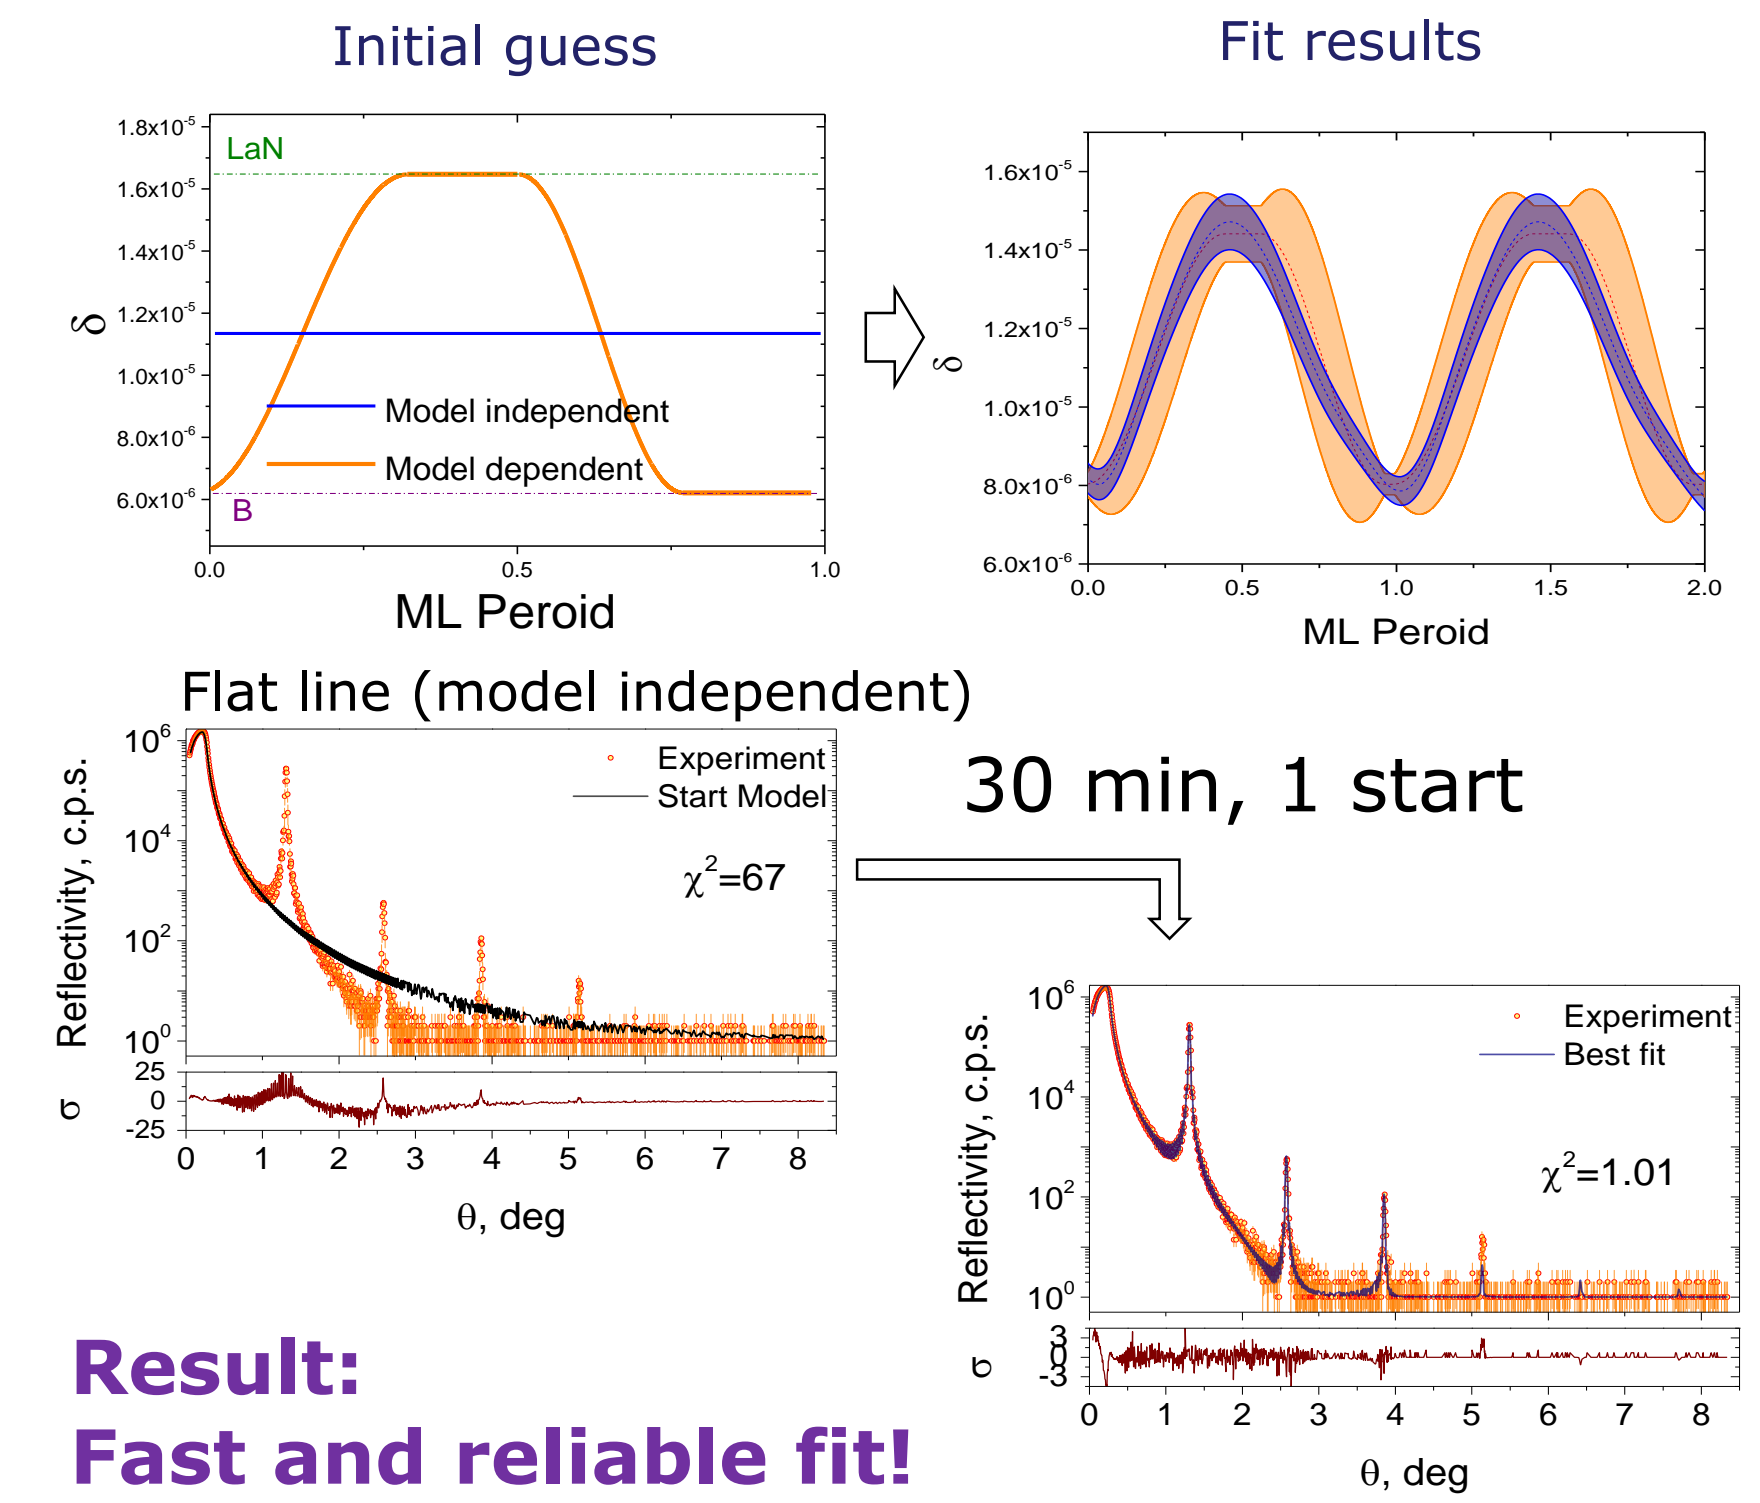 Initial guess
Fit results
1.8x10⁻⁵
1.6x10⁻⁵
1.4x10⁻⁵
1.2x10⁻⁵
1.0x10⁻⁵
8.0x10⁻⁶
6.0x10⁻⁶
δ
LaN
Model independent
Model dependent
B
0.0 0.5 1.0
ML Peroid
1.6x10⁻⁵
1.4x10⁻⁵
1.2x10⁻⁵
1.0x10⁻⁵
8.0x10⁻⁶
6.0x10⁻⁶
δ
0.0 0.5 1.0 1.5 2.0
ML Peroid
Flat line (model independent)
10⁶
10⁴
10²
10⁰
Reflectivity, c.p.s.
Experiment
Start Model
χ²=67
25
0
-25
σ
0 1 2 3 4 5 6 7 8
θ, deg
30 min, 1 start
10⁶
10⁴
10²
10⁰
Reflectivity, c.p.s.
Experiment
Best fit
χ²=1.01
3
0
-3
σ
0 1 2 3 4 5 6 7 8
θ, deg
Result:
Fast and reliable fit!